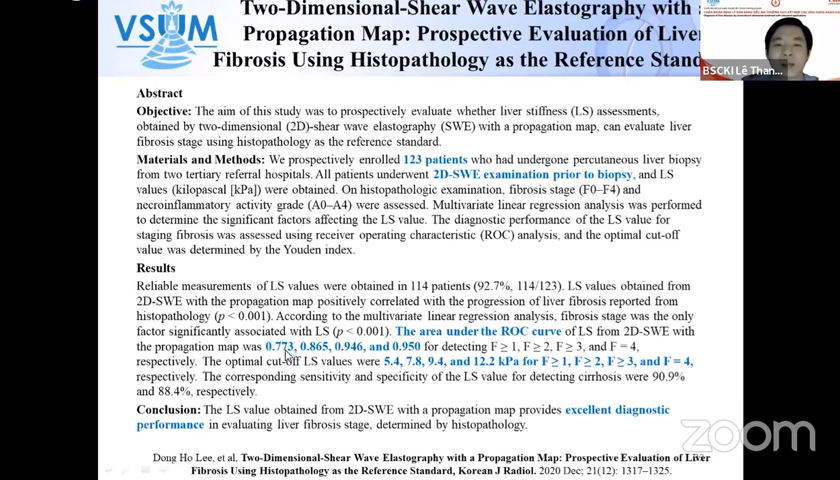 VSUM
Two-Dimensional-Shear Wave Elastography with
Propagation Map: Prospective Evaluation of Liver
Fibrosis Using Histopathology as the Reference Stand
BSCKI Lê Than...
Abstract
Objective: The aim of this study was to prospectively evaluate whether liver stiffness (LS) assessments,
obtained by two-dimensional (2D)-shear wave elastography (SWE) with a propagation map, can evaluate liver
fibrosis stage using histopathology as the reference standard.
Materials and Methods: We prospectively enrolled 123 patients who had undergone percutaneous liver biopsy
from two tertiary referral hospitals. All patients underwent 2D-SWE examination prior to biopsy, and LS
values (kilopascal [kPa]) were obtained. On histopathologic examination, fibrosis stage (F0–F4) and
necroinflammatory activity grade (A0–A4) were assessed. Multivariate linear regression analysis was performed
to determine the significant factors affecting the LS value. The diagnostic performance of the LS value for
staging fibrosis was assessed using receiver operating characteristic (ROC) analysis, and the optimal cut-off
value was determined by the Youden index.
Results
Reliable measurements of LS values were obtained in 114 patients (92.7%, 114/123). LS values obtained from
2D-SWE with the propagation map positively correlated with the progression of liver fibrosis reported from
histopathology (p < 0.001). According to the multivariate linear regression analysis, fibrosis stage was the only
factor significantly associated with LS (p < 0.001). The area under the ROC curve of LS from 2D-SWE with
the propagation map was 0.773, 0.865, 0.946, and 0.950 for detecting F ≥ 1, F ≥ 2, F ≥ 3, and F = 4,
respectively. The optimal cut-off LS values were 5.4, 7.8, 9.4, and 12.2 kPa for F ≥ 1, F ≥ 2, F ≥ 3, and F = 4,
respectively. The corresponding sensitivity and specificity of the LS value for detecting cirrhosis were 90.9%
and 88.4%, respectively.
Conclusion: The LS value obtained from 2D-SWE with a propagation map provides excellent diagnostic
performance in evaluating liver fibrosis stage, determined by histopathology.
zoom
Dong Ho Lee, et al, Two-Dimensional-Shear Wave Elastography with a Propagation Map: Prospective Evaluation of Liver
Fibrosis Using Histopathology as the Reference Standard, Korean J Radiol. 2020 Dec; 21(12): 1317–1325.